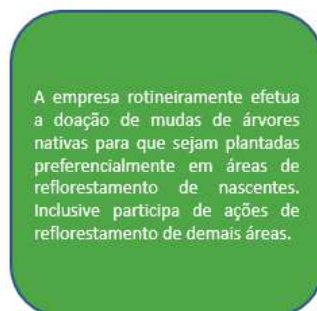 A empresa rotineiramente efetua
a doação de mudas de árvores
nativas para que sejam plantadas
preferencialmente em áreas de
reflorestamento de nascentes.
Inclusive participa de ações de
reflorestamento de demais áreas.